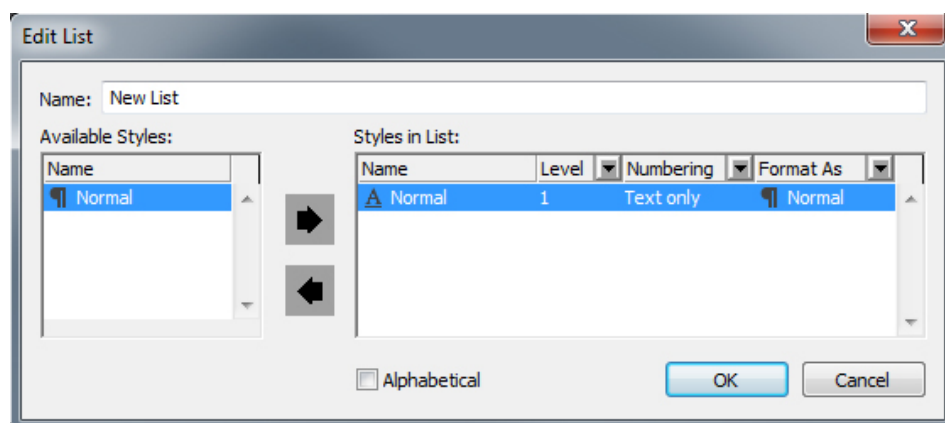 Edit List
Name: New List
Available Styles:
Styles in List:
Name
Name Level Numbering Format As
¶ Normal
A Normal 1 Text only ¶ Normal
Alphabetical
OK Cancel